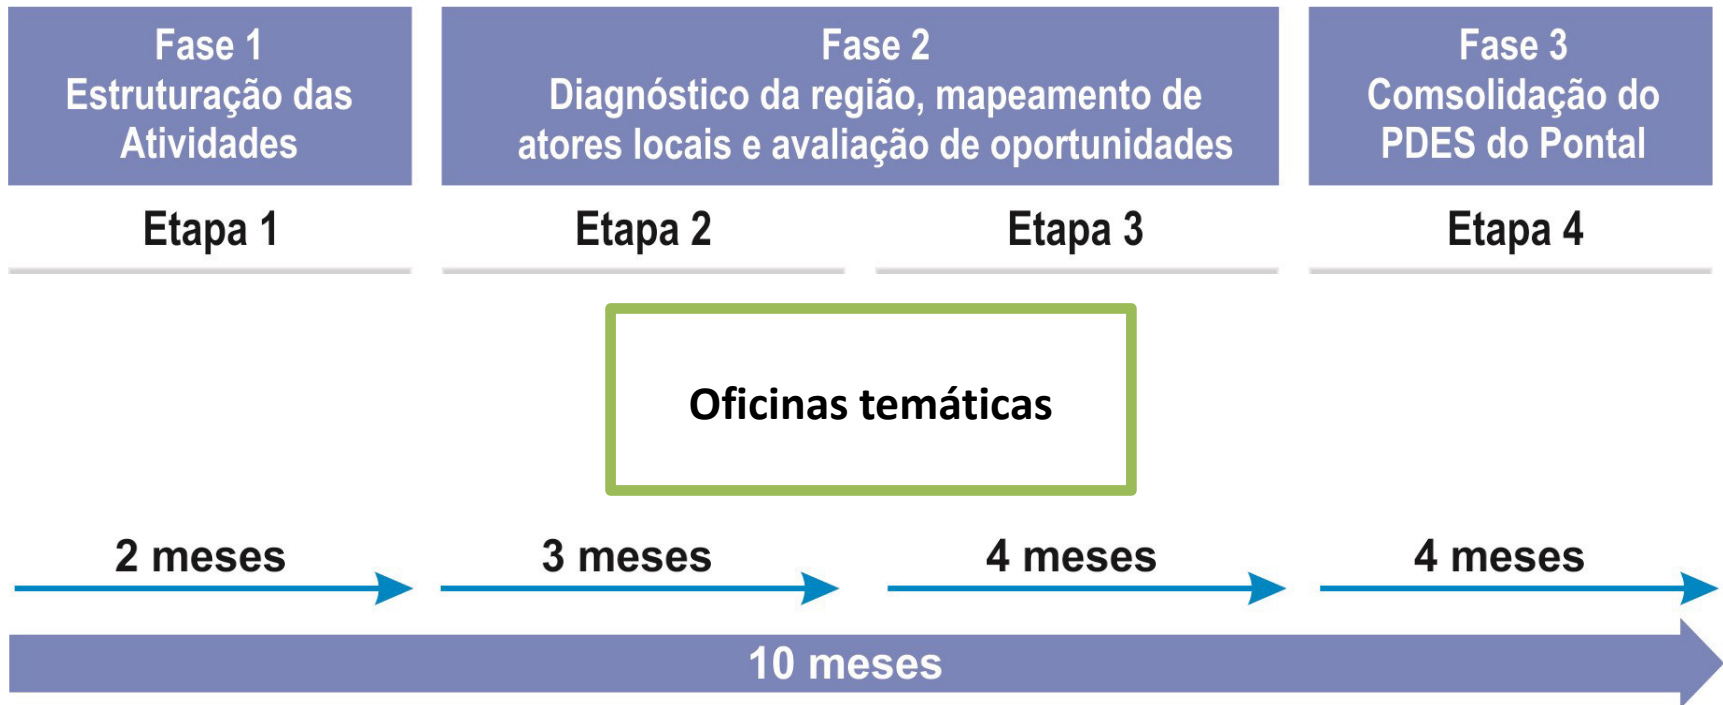 Fase 1
Estruturação das
Atividades
Fase 2
Diagnóstico da região, mapeamento de
atores locais e avaliação de oportunidades
Fase 3
Comsolidação do
PDES do Pontal
Etapa 1
Etapa 2
Etapa 3
Etapa 4
Oficinas temáticas
2 meses
3 meses
4 meses
4 meses
10 meses